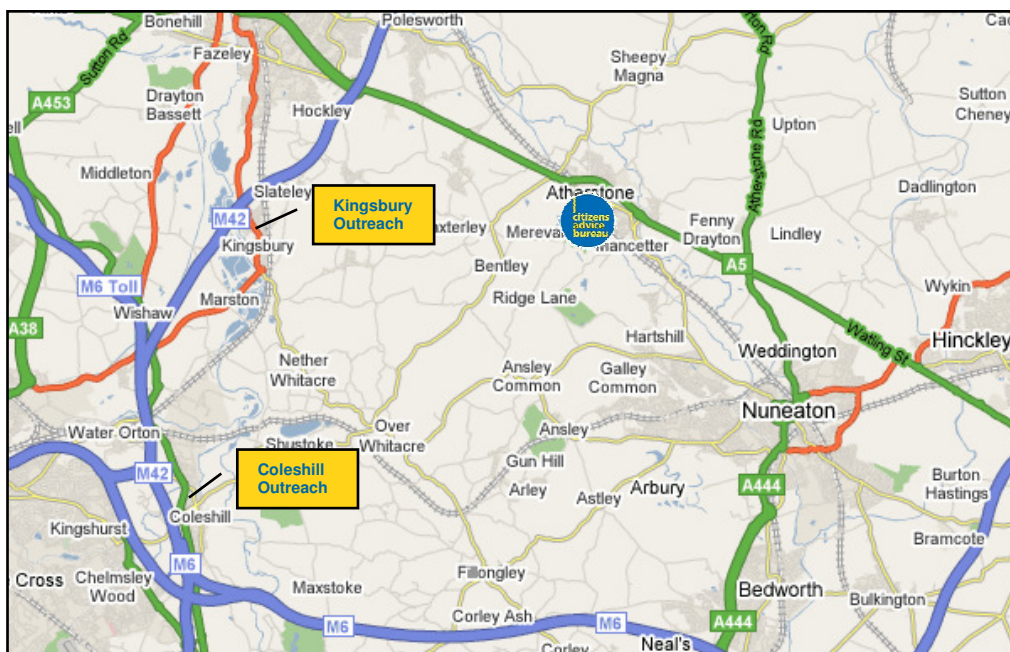 Bonehill
Polesworth
Fazeley
Sutton Rd
Sheepy
Magna
A453
Drayton
Bassett
Hockley
Sutton
Cheney
Upton
Atherstone Rd
Middleton
Slateley
Kingsbury
Outreach
Atherstone
Dadlington
M42
citizens
advice
bureau
Fenny
Drayton
Lindley
Kingsbury
Mancetter
Bentley
A5
M6 Toll
Marston
Ridge Lane
Wykin
Wishaw
A38
Hartshill
Watling St
Hinckley
Weddington
Nether
Whitacre
Ansley
Common
Galley
Common
Nuneaton
Water Orton
Over
Whitacre
Shustoke
Ansley
Coleshill
Outreach
M42
Gun Hill
Arley
Astley
Arbury
A444
Burton
Hastings
Kingshurst
Coleshill
Bramcote
M6
Cross
Chelmsley
Wood
Maxstoke
Fillongley
Bedworth
Bulkington
Corley Ash
M6
M6
A444
Corley
Neal's